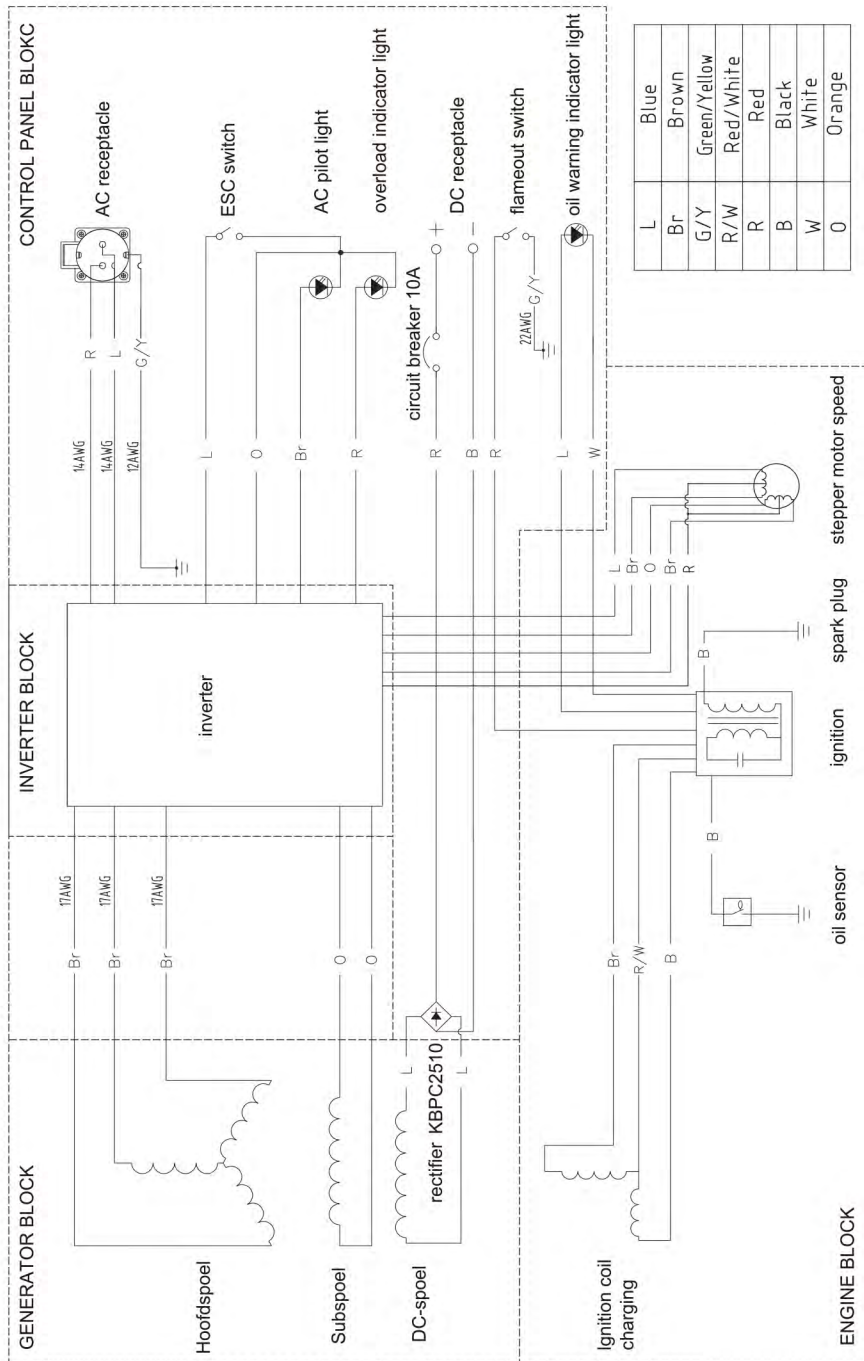 GENERATOR BLOCK
INVERTER BLOCK
CONTROL PANEL BLOKC
Hoofdspoel
Br
17AWG
Br
17AWG
Br
17AWG
inverter
14AWG
R
14AWG
L
12AWG
G/Y
AC receptacle
L
ESC switch
O
Br
AC pilot light
R
overload indicator light
Subspoel
O
O
DC-spoel
L
L
rectifier KBPC2510
R
circuit breaker 10A
+
B
−
DC receptacle
R
22AWG
G/Y
flameout switch
L
W
oil warning indicator light
Ignition coil
charging
Br
R/W
B
B
B
L
Br
O
Br
R
oil sensor
ignition
spark plug
stepper motor speed
ENGINE BLOCK
L Blue
Br Brown
G/Y Green/Yellow
R/W Red/White
R Red
B Black
W White
O Orange